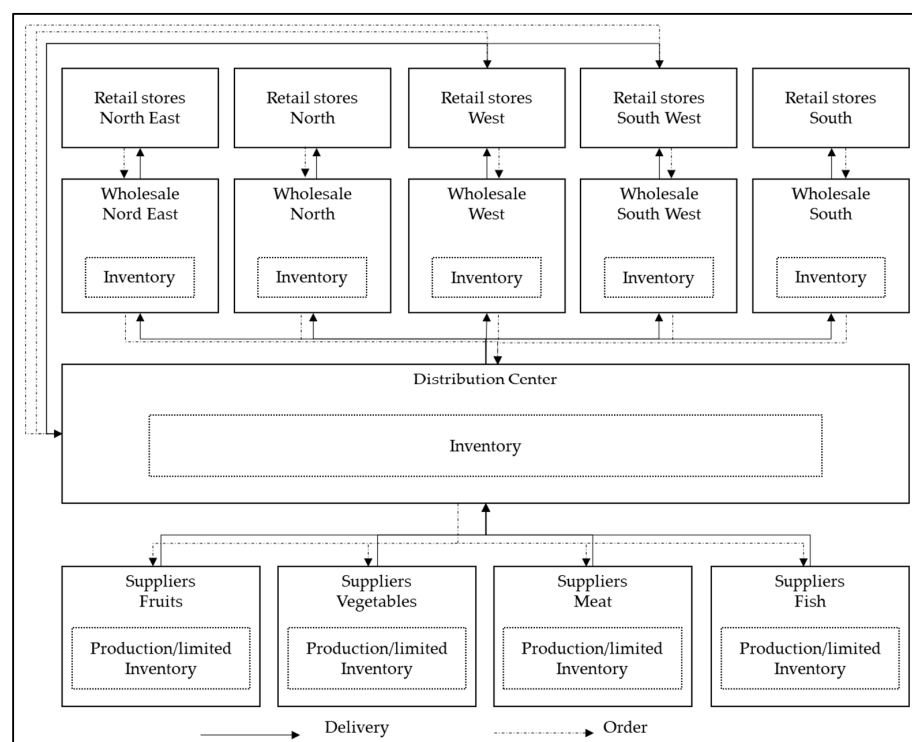 Retail stores
North East
Retail stores
North
Retail stores
West
Retail stores
South West
Retail stores
South
Wholesale
Nord East
Inventory
Wholesale
North
Inventory
Wholesale
West
Inventory
Wholesale
South West
Inventory
Wholesale
South
Inventory
Distribution Center
Inventory
Suppliers
Fruits
Production/limited
Inventory
Suppliers
Vegetables
Production/limited
Inventory
Suppliers
Meat
Production/limited
Inventory
Suppliers
Fish
Production/limited
Inventory
Delivery
Order